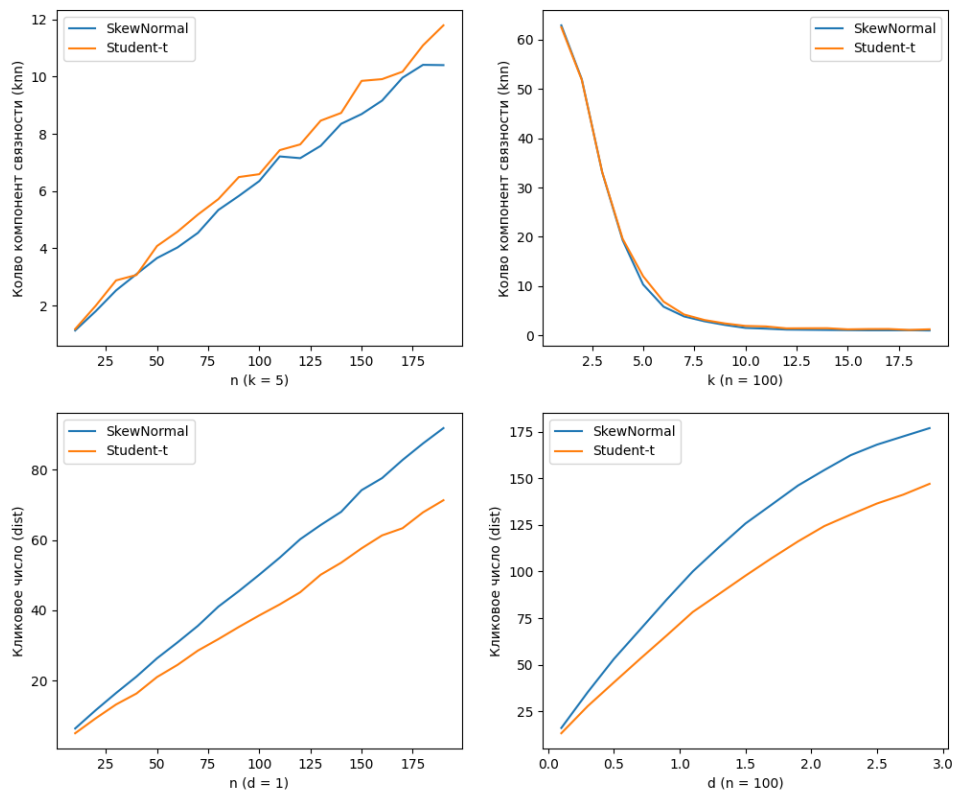 Колво компонент связности (knn)
12
10
8
6
4
2
SkewNormal
Student-t
25 50 75 100 125 150 175
n (k = 5)
Колво компонент связности (knn)
60
50
40
30
20
10
0
SkewNormal
Student-t
2.5 5.0 7.5 10.0 12.5 15.0 17.5
k (n = 100)
Кликовое число (dist)
80
60
40
20
SkewNormal
Student-t
25 50 75 100 125 150 175
n (d = 1)
Кликовое число (dist)
175
150
125
100
75
50
25
SkewNormal
Student-t
0.0 0.5 1.0 1.5 2.0 2.5 3.0
d (n = 100)